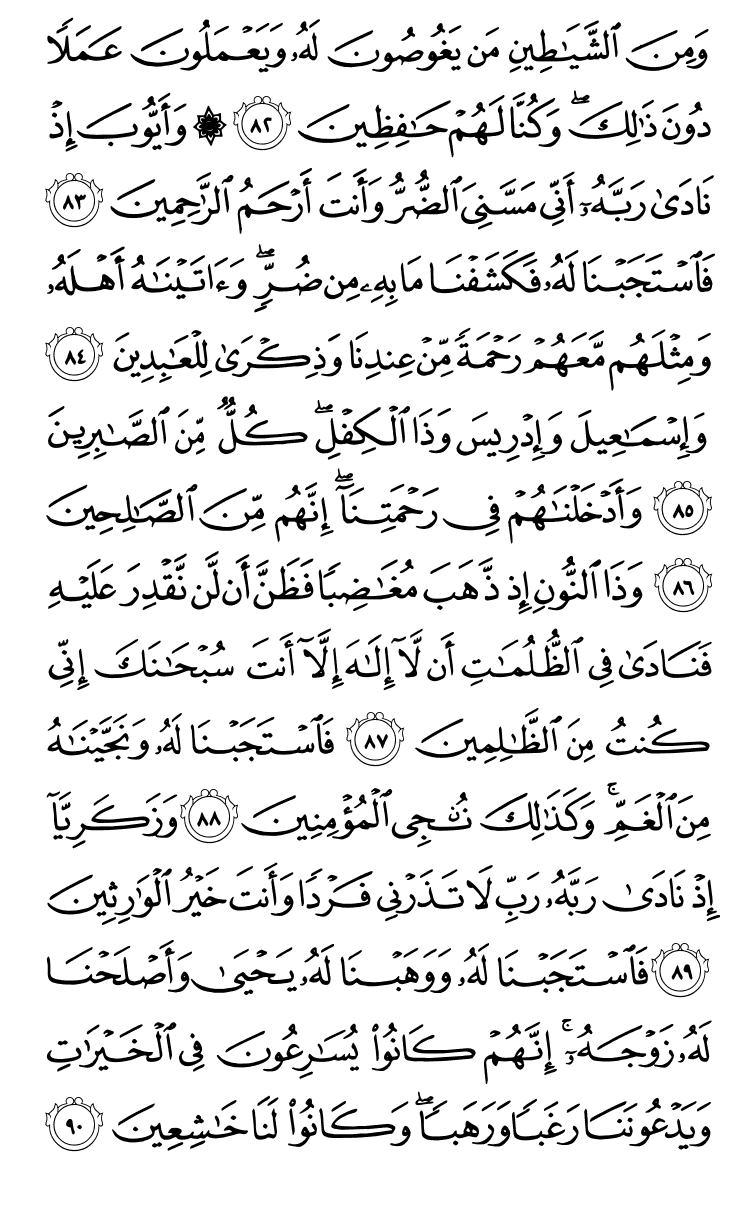 وَمِنَ ٱلشَّيَـٰطِينِ مَن يَغُوصُونَ لَهُۥ وَيَعْمَلُونَ عَمَلًا
دُونَ ذَٰلِكَ ۖ وَكُنَّا لَهُمْ حَـٰفِظِينَ ٨٢ ۞ وَأَيُّوبَ إِذْ
نَادَىٰ رَبَّهُۥٓ أَنِّى مَسَّنِىَ ٱلضُّرُّ وَأَنتَ أَرْحَمُ ٱلرَّٰحِمِينَ ٨٣
فَٱسْتَجَبْنَا لَهُۥ فَكَشَفْنَا مَا بِهِۦ مِن ضُرٍّ ۖ وَءَاتَيْنَـٰهُ أَهْلَهُۥ
وَمِثْلَهُم مَّعَهُمْ رَحْمَةً مِّنْ عِندِنَا وَذِكْرَىٰ لِلْعَـٰبِدِينَ ٨٤
وَإِسْمَـٰعِيلَ وَإِدْرِيسَ وَذَا ٱلْكِفْلِ ۖ كُلٌّ مِّنَ ٱلصَّـٰبِرِينَ
٨٥ وَأَدْخَلْنَـٰهُمْ فِى رَحْمَتِنَآ ۖ إِنَّهُم مِّنَ ٱلصَّـٰلِحِينَ
٨٦ وَذَا ٱلنُّونِ إِذ ذَّهَبَ مُغَـٰضِبًا فَظَنَّ أَن لَّن نَّقْدِرَ عَلَيْهِ
فَنَادَىٰ فِى ٱلظُّلُمَـٰتِ أَن لَّآ إِلَـٰهَ إِلَّآ أَنتَ سُبْحَـٰنَكَ إِنِّى
كُنتُ مِنَ ٱلظَّـٰلِمِينَ ٨٧ فَٱسْتَجَبْنَا لَهُۥ وَنَجَّيْنَـٰهُ
مِنَ ٱلْغَمِّ ۚ وَكَذَٰلِكَ نُـۨجِى ٱلْمُؤْمِنِينَ ٨٨ وَزَكَرِيَّآ
إِذْ نَادَىٰ رَبَّهُۥ رَبِّ لَا تَذَرْنِى فَرْدًا وَأَنتَ خَيْرُ ٱلْوَٰرِثِينَ
٨٩ فَٱسْتَجَبْنَا لَهُۥ وَوَهَبْنَا لَهُۥ يَحْيَىٰ وَأَصْلَحْنَا
لَهُۥ زَوْجَهُۥٓ ۚ إِنَّهُمْ كَانُوا۟ يُسَـٰرِعُونَ فِى ٱلْخَيْرَٰتِ
وَيَدْعُونَنَا رَغَبًا وَرَهَبًا ۖ وَكَانُوا۟ لَنَا خَـٰشِعِينَ ٩٠